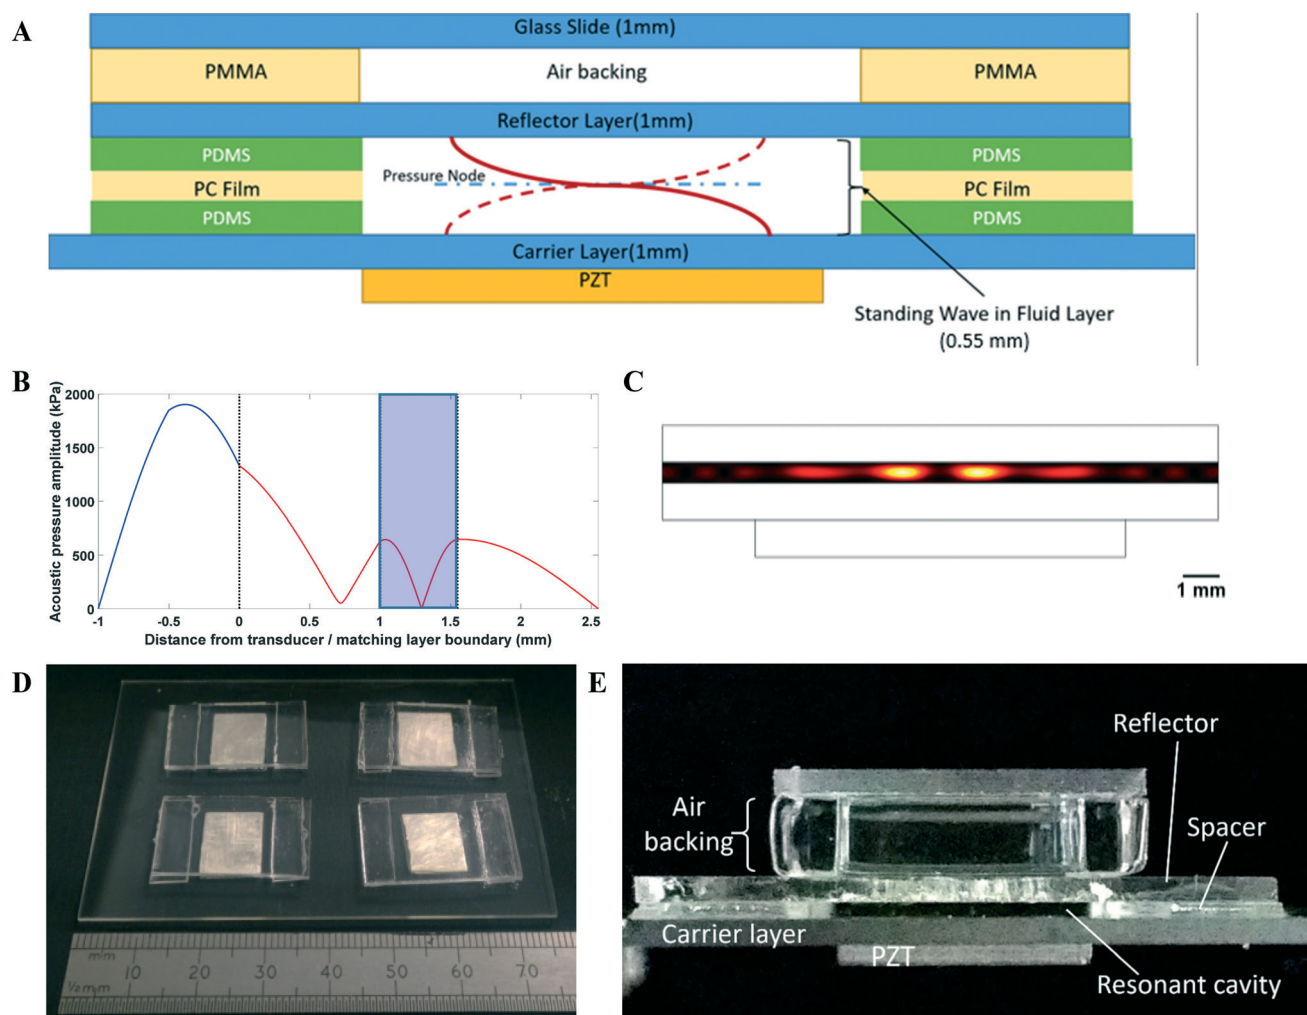 A
Glass Slide (1mm)
PMMA
Air backing
PMMA
Reflector Layer(1mm)
PDMS
PDMS
Pressure Node
PC Film
PC Film
PDMS
PDMS
Carrier Layer(1mm)
PZT
Standing Wave in Fluid Layer
(0.55 mm)
B
Acoustic pressure amplitude (kPa)
2000
1500
1000
500
0
-1
-0.5
0
0.5
1
1.5
2
2.5
Distance from transducer / matching layer boundary (mm)
C
1 mm
D
m/m
10
20
30
40
50
60
70
½ m/m
E
Reflector
Air
backing
Spacer
Carrier layer
PZT
Resonant cavity